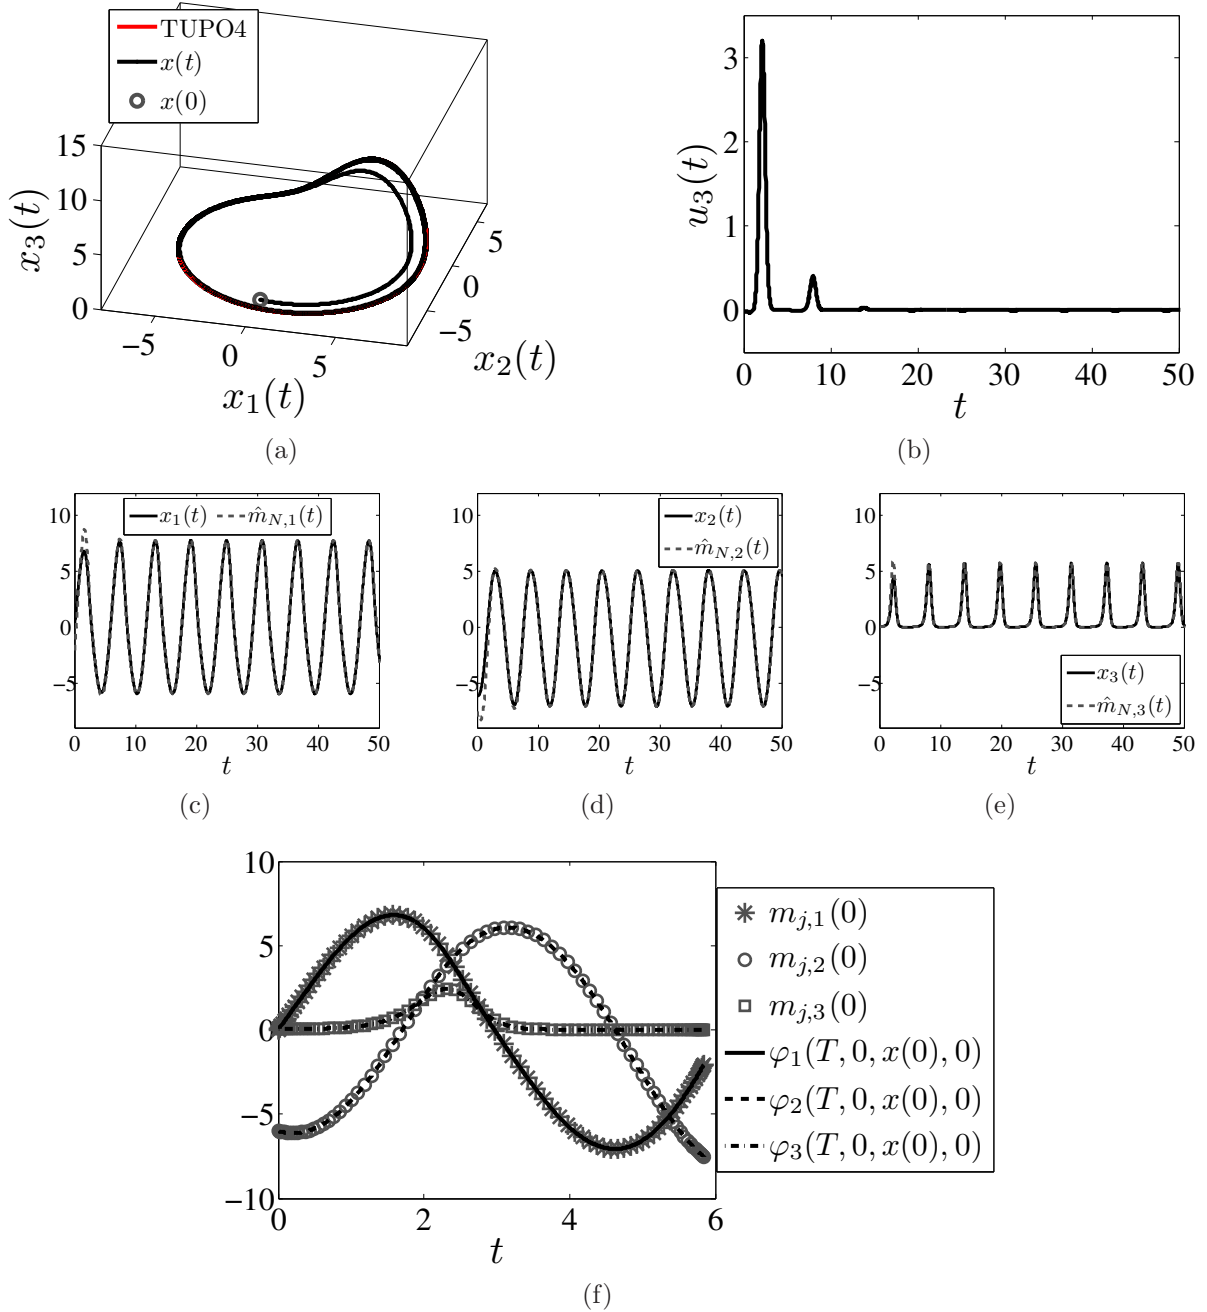 TUPO4
x(t)
x(0)
15
10
5
0
x₃(t)
−5
0
5
x₁(t)
5
0
−5
x₂(t)
(a)
3
2
1
0
u₃(t)
0
10
20
30
40
50
t
(b)
x₁(t) m̂_{N,1}(t)
10
5
0
−5
0 10 20 30 40 50
t
(c)
x₂(t)
m̂_{N,2}(t)
10
5
0
−5
0 10 20 30 40 50
t
(d)
10
5
0
−5
x₃(t)
m̂_{N,3}(t)
0 10 20 30 40 50
t
(e)
10
5
0
−5
−10
0 2 4 6
t
m_{j,1}(0)
m_{j,2}(0)
m_{j,3}(0)
φ₁(T, 0, x(0), 0)
φ₂(T, 0, x(0), 0)
φ₃(T, 0, x(0), 0)
(f)